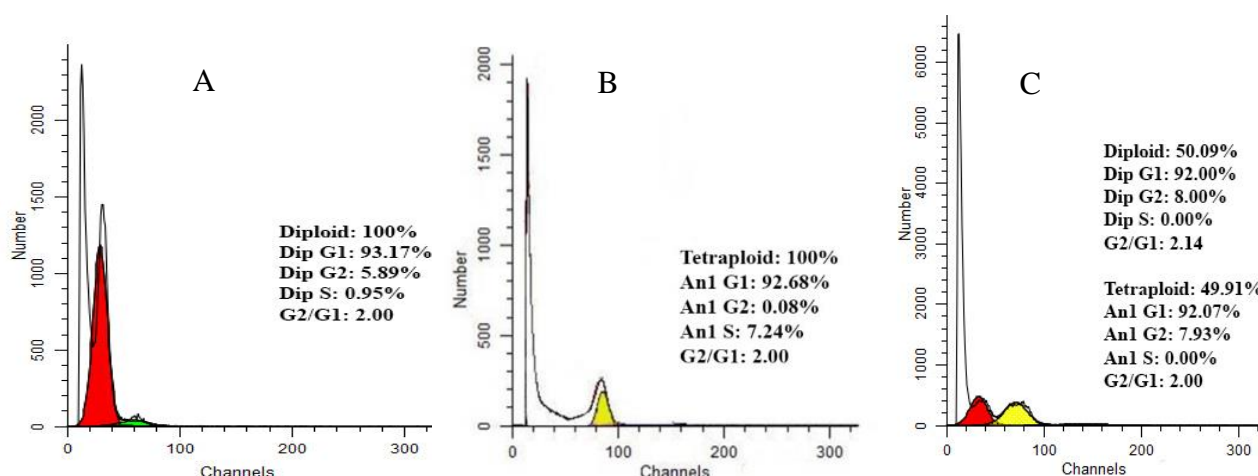 A
Number
2000
1500
1000
500
0
0
100
200
300
Channels
Diploid: 100%
Dip G1: 93.17%
Dip G2: 5.89%
Dip S: 0.95%
G2/G1: 2.00
B
Number
2000
1500
1000
500
0
0
100
200
300
Channels
Tetraploid: 100%
An1 G1: 92.68%
An1 G2: 0.08%
An1 S: 7.24%
G2/G1: 2.00
C
Number
6000
5000
4000
3000
2000
1000
0
0
100
200
300
Channels
Diploid: 50.09%
Dip G1: 92.00%
Dip G2: 8.00%
Dip S: 0.00%
G2/G1: 2.14
Tetraploid: 49.91%
An1 G1: 92.07%
An1 G2: 7.93%
An1 S: 0.00%
G2/G1: 2.00